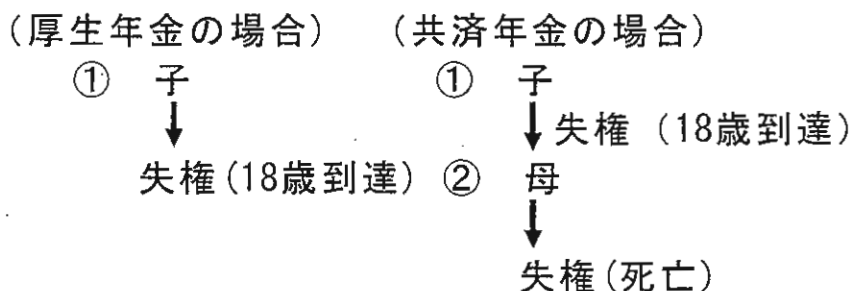 (厚生年金の場合) (共済年金の場合)
① 子 ① 子
失権 (18歳到達)
失権(18歳到達) ② 母
失権(死亡)